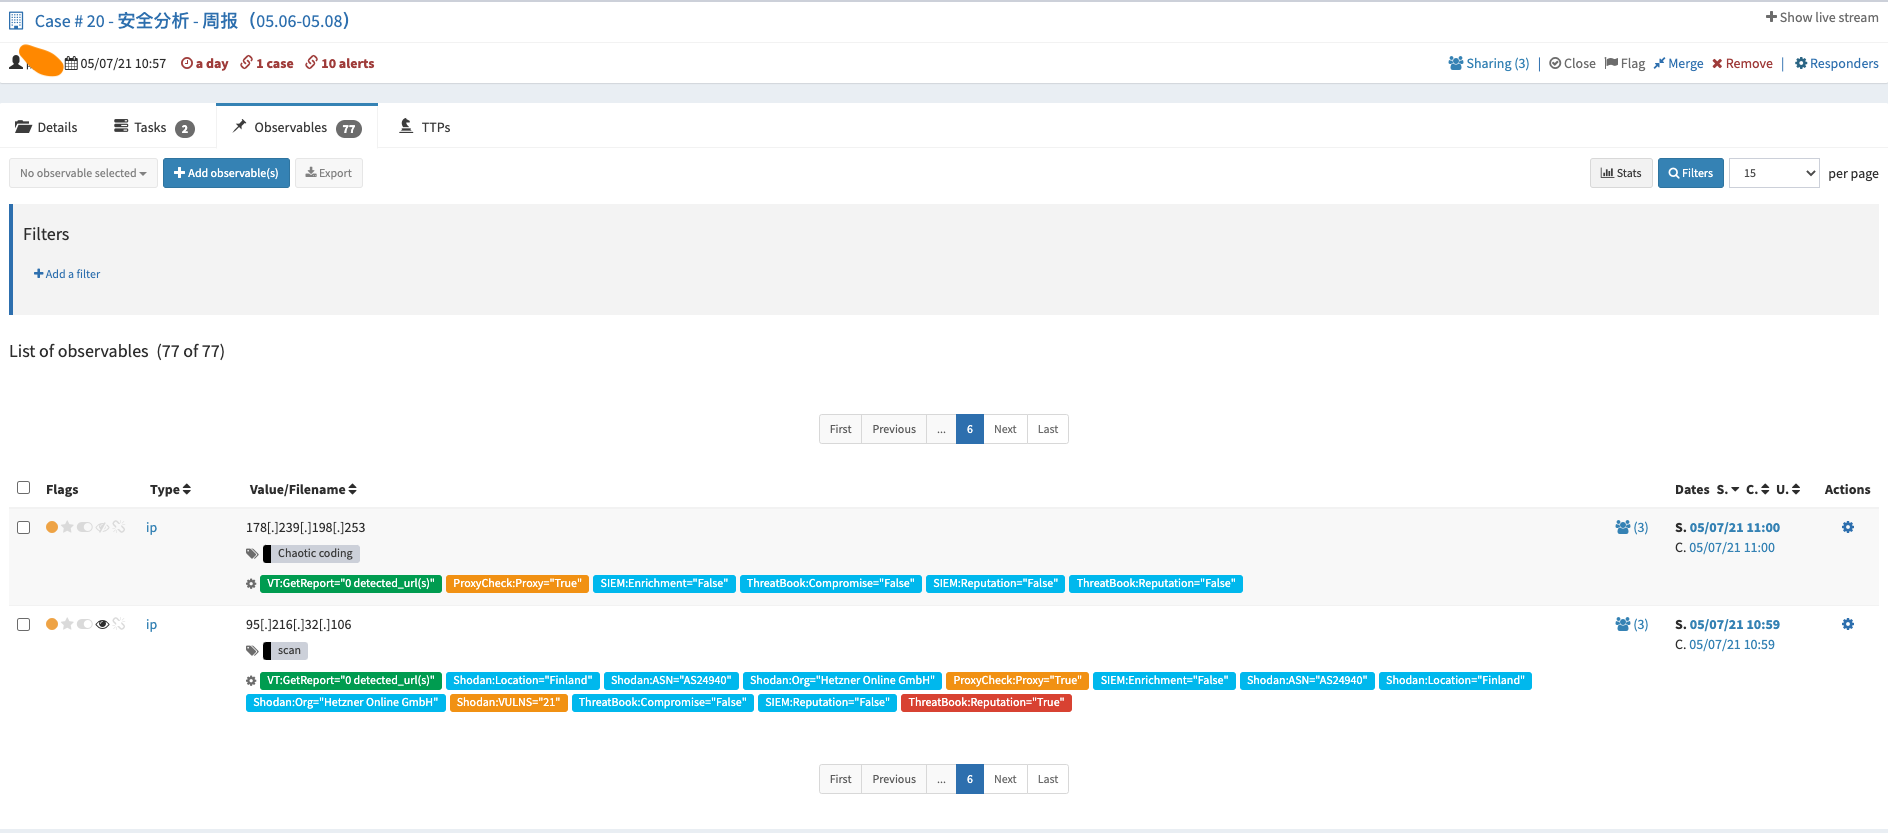 Case # 20 - 安全分析 - 周报（05.06-05.08） Show live stream
05/07/21 10:57 a day 1 case 10 alerts Sharing (3) | Close Flag Merge Remove | Responders
Details Tasks 2 Observables 77 TTPs
No observable selected Add observable(s) Export Stats Filters 15 per page
Filters
Add a filter
List of observables (77 of 77)
First Previous ... 6 Next Last
Flags Type Value/Filename Dates S. C. U. Actions
ip 178[.]239[.]198[.]253 (3) S. 05/07/21 11:00
C. 05/07/21 11:00
Chaotic coding
VT:GetReport="0 detected_url(s)" ProxyCheck:Proxy="True" SIEM:Enrichment="False" ThreatBook:Compromise="False" SIEM:Reputation="False" ThreatBook:Reputation="False"
ip 95[.]216[.]32[.]106 (3) S. 05/07/21 10:59
C. 05/07/21 10:59
scan
VT:GetReport="0 detected_url(s)" Shodan:Location="Finland" Shodan:ASN="AS24940" Shodan:Org="Hetzner Online GmbH" ProxyCheck:Proxy="True" SIEM:Enrichment="False" Shodan:ASN="AS24940" Shodan:Location="Finland"
Shodan:Org="Hetzner Online GmbH" Shodan:VULNS="21" ThreatBook:Compromise="False" SIEM:Reputation="False" ThreatBook:Reputation="True"
First Previous ... 6 Next Last